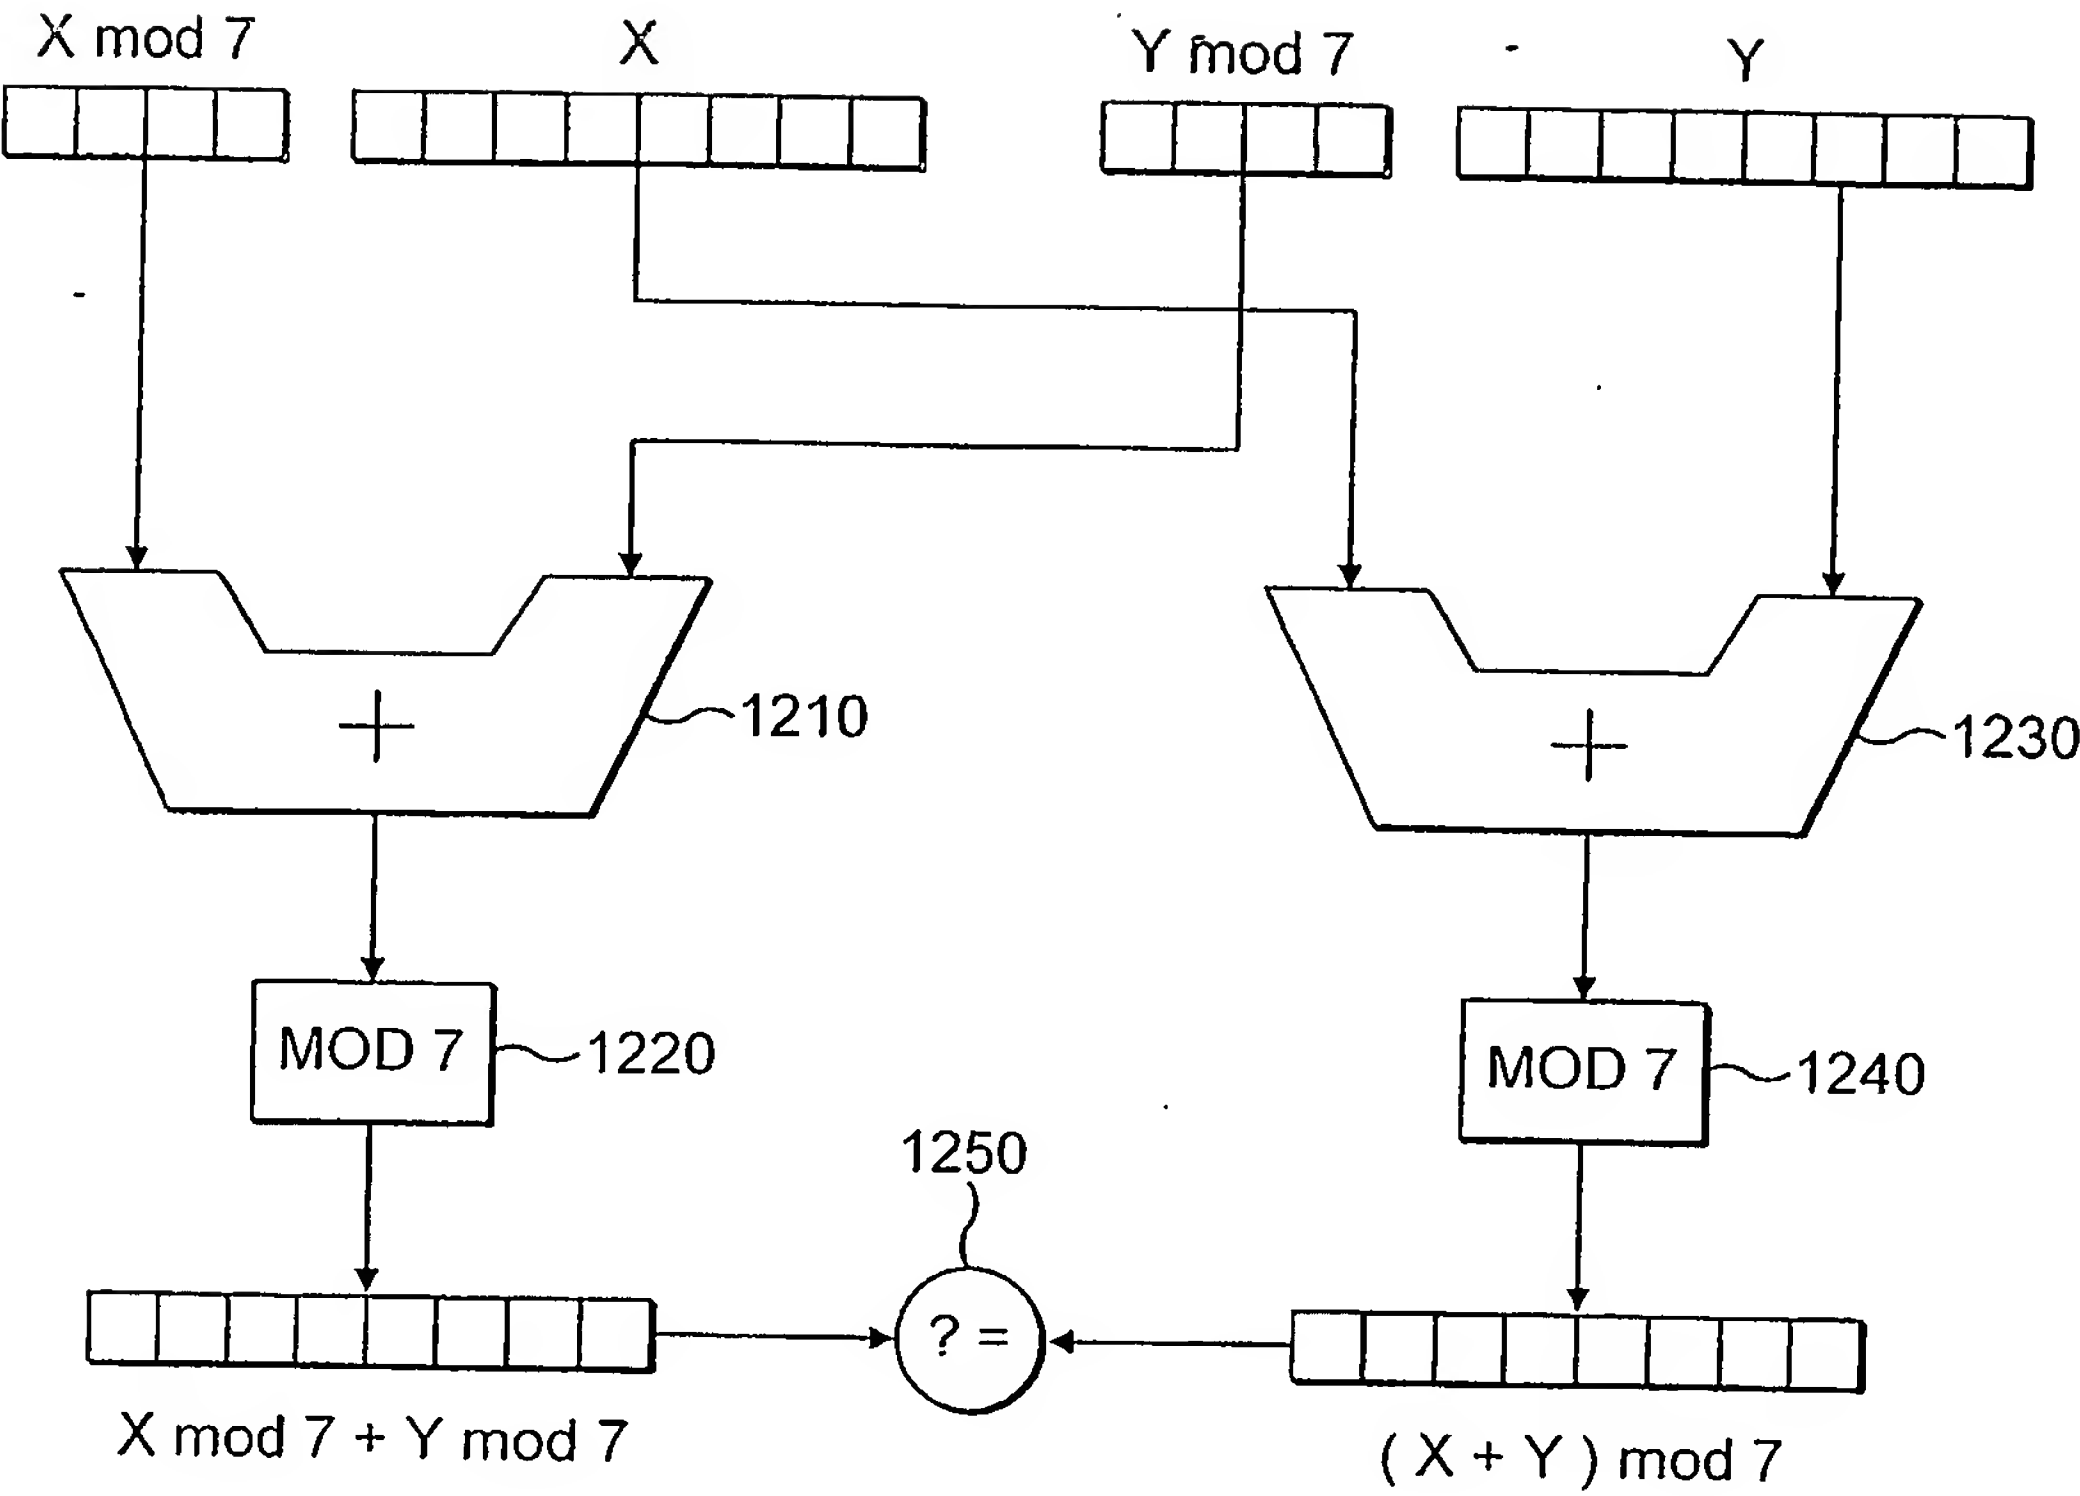 X mod 7
X
Y mod 7
Y
+
1210
+
1230
MOD 7
1220
MOD 7
1240
1250
? =
X mod 7 + Y mod 7
( X + Y ) mod 7